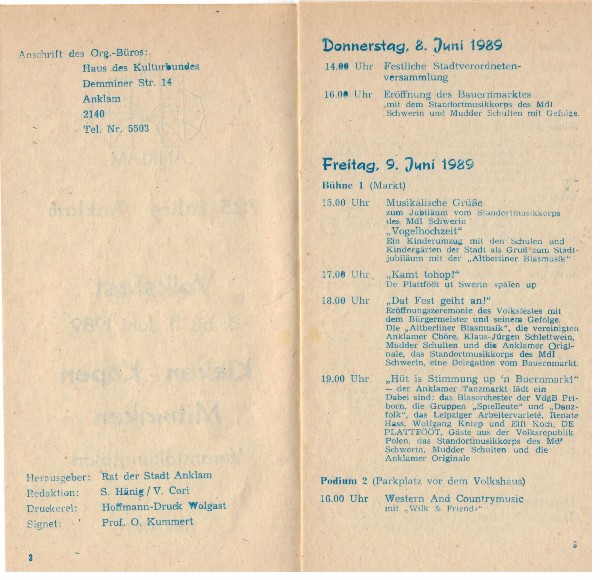 Anschrift des Org.-Büros:
Haus des Kulturbundes
Demminer Str. 14
Anklam
2140
Tel. Nr. 5503
Herausgeber: Rat der Stadt Anklam
Redaktion: S. Hänig / V. Cori
Druckerei: Hoffmann-Druck Wolgast
Signet: Prof. O. Kummert
2
Donnerstag, 8. Juni 1989
14.00 Uhr Festliche Stadtverordneten-
versammlung
16.00 Uhr Eröffnung des Bauernmarktes
mit dem Standortmusikkorps des MdI
Schwerin und Mudder Schulten mit Gefolge.
Freitag, 9. Juni 1989
Bühne 1 (Markt)
15.00 Uhr Musikalische Grüße
zum Jubiläum vom Standortmusikkorps
des MdI Schwerin
„Vogelhochzeit"
Ein Kinderumzug mit den Schulen und
Kindergärten der Stadt als Gruß zum Stadt-
jubiläum mit der „Altberliner Blasmusik"
17.00 Uhr „Kamt tohop!"
De Plattfööt ut Swerin spälen up
18.00 Uhr „Dat Fest geiht an!"
Eröffnungszeremonie des Volksfestes mit
dem Bürgermeister und seinem Gefolge.
Die „Altberliner Blasmusik", die vereinigten
Anklamer Chöre, Klaus-Jürgen Schlettwein,
Mudder Schulten und die Anklamer Origi-
nale, das Standortmusikkorps des MdI
Schwerin, eine Delegation vom Bauernmarkt.
19.00 Uhr „Hüt is Stimmung up 'n Buernmarkt"
– der Anklamer Tanzmarkt lädt ein
Dabei sind: das Blasorchester der VdgB Pri-
born, die Gruppen „Spielleute" und „Danz-
folk", das Leipziger Arbeitervarieté, Renate
Hass, Wolfgang Kniep und Elfi Koch, DE
PLATTFÖÖT, Gäste aus der Volksrepublik
Polen, das Standortmusikkorps des MdI
Schwerin, Mudder Schulten und die
Anklamer Originale
Podium 2 (Parkplatz vor dem Volkshaus)
16.00 Uhr Western And Countrymusic
mit „Wilk & Friends"